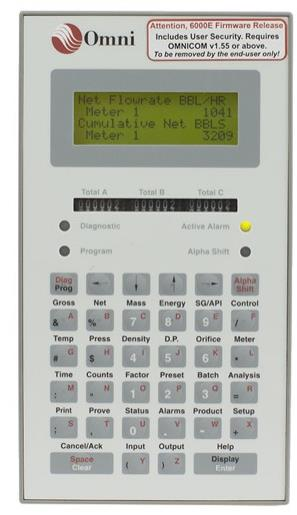 Omni
Attention, 6000E Firmware Release
Includes User Security. Requires
OMNICOM v1.55 or above.
To be removed by the end-user only!
Net Flowrate BBL/HR
Meter 1 1041
Cumulative Net BBLS
Meter 1 3209
Total A Total B Total C
Diagnostic Active Alarm
Program Alpha Shift
Diag Alpha
Prog Shift
Gross Net Mass Energy SG/API Control
& A % B 7 C 8 D 9 E / F
Temp Press Density D.P. Orifice Meter
# G $ H 4 I 5 J 6 K * L
Time Counts Factor Preset Batch Analysis
: M N 1 O 2 P 3 Q = R
Print Prove Status Alarms Product Setup
; S , T 0 U . V - W + X
Cancel/Ack Input Output Help
Space ( Y ) Z Display
Clear Enter